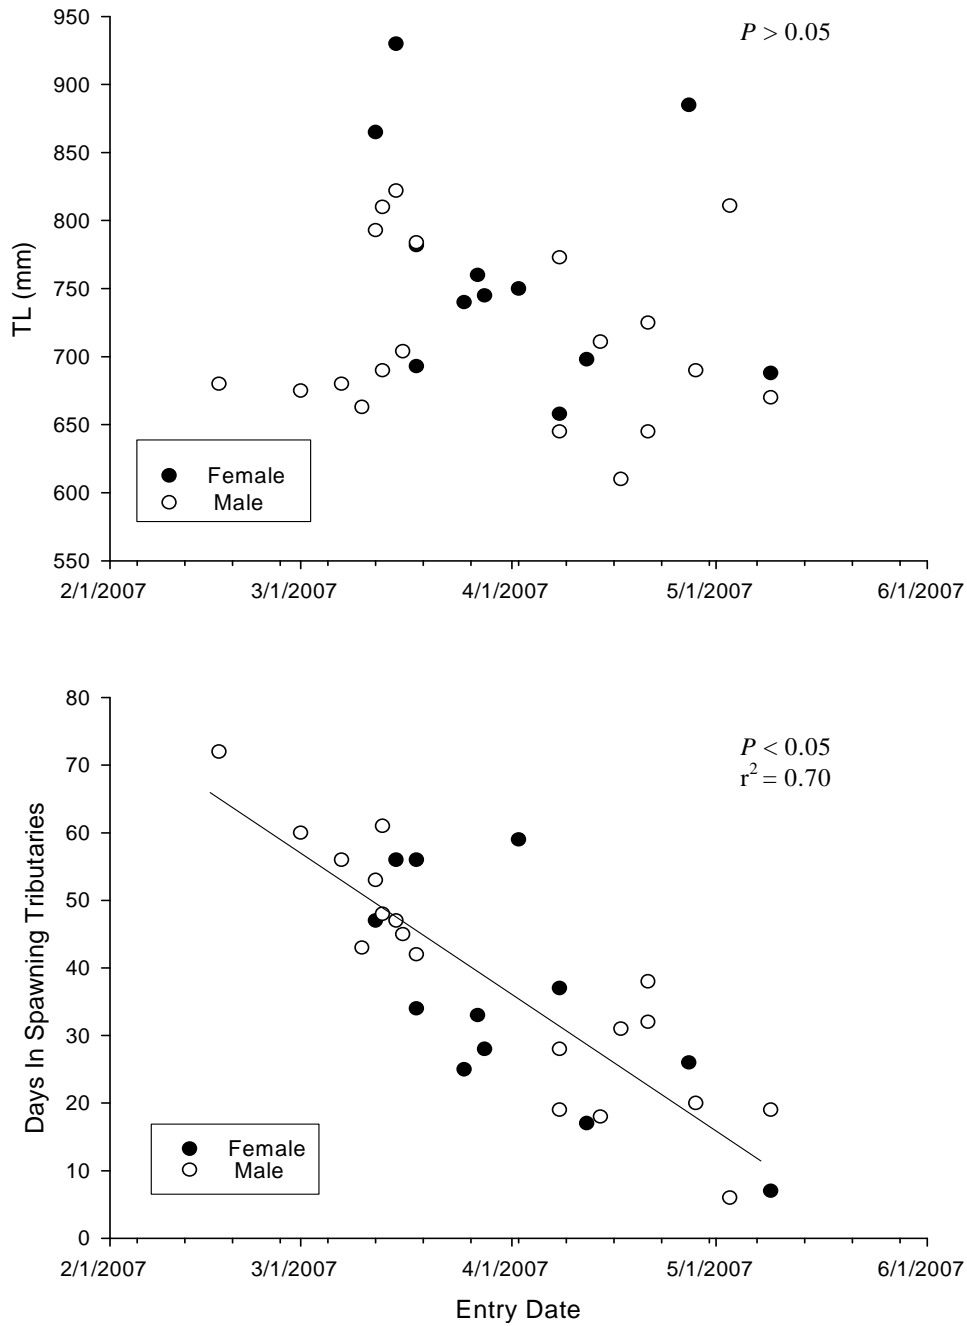 950
P > 0.05
900
850
800
750
TL (mm)
700
650
Female
600
Male
550
2/1/2007 3/1/2007 4/1/2007 5/1/2007 6/1/2007
80
P < 0.05
70
r² = 0.70
60
50
40
Days In Spawning Tributaries
30
20
Female
10
Male
0
2/1/2007 3/1/2007 4/1/2007 5/1/2007 6/1/2007
Entry Date